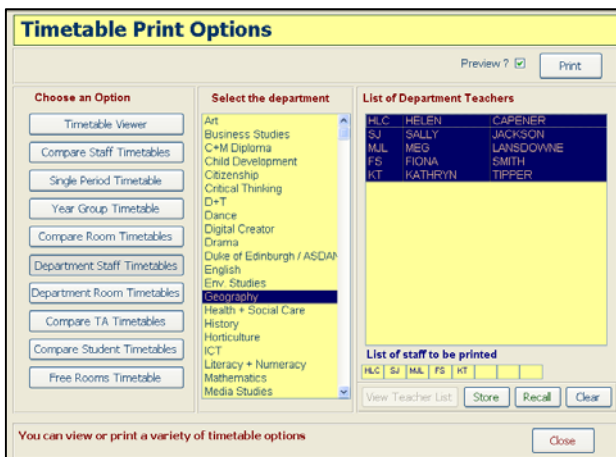 Timetable Print Options
Preview ?
Print
Choose an Option
Timetable Viewer
Compare Staff Timetables
Single Period Timetable
Year Group Timetable
Compare Room Timetables
Department Staff Timetables
Department Room Timetables
Compare TA Timetables
Compare Student Timetables
Free Rooms Timetable
Select the department
Art
Business Studies
C+M Diploma
Child Development
Citizenship
Critical Thinking
D+T
Dance
Digital Creator
Drama
Duke of Edinburgh / ASDAN
English
Env. Studies
Geography
Health + Social Care
History
Horticulture
ICT
Literacy + Numeracy
Mathematics
Media Studies
List of Department Teachers
HLC HELEN CAPENER
SJ SALLY JACKSON
MJL MEG LANSDOWNE
FS FIONA SMITH
KT KATHRYN TIPPER
List of staff to be printed
HLC SJ MJL FS KT
View Teacher List
Store
Recall
Clear
You can view or print a variety of timetable options
Close